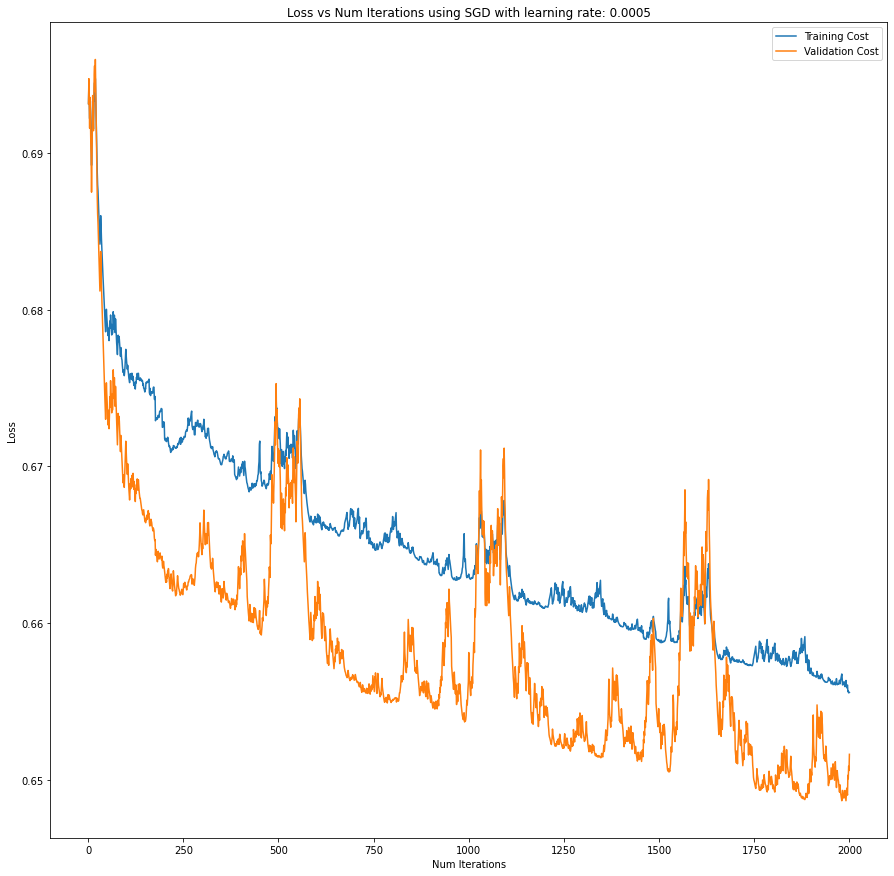 Loss vs Num Iterations using SGD with learning rate: 0.0005
Training Cost
Validation Cost
0.69
0.68
0.67
0.66
0.65
Loss
0
250
500
750
1000
1250
1500
1750
2000
Num Iterations